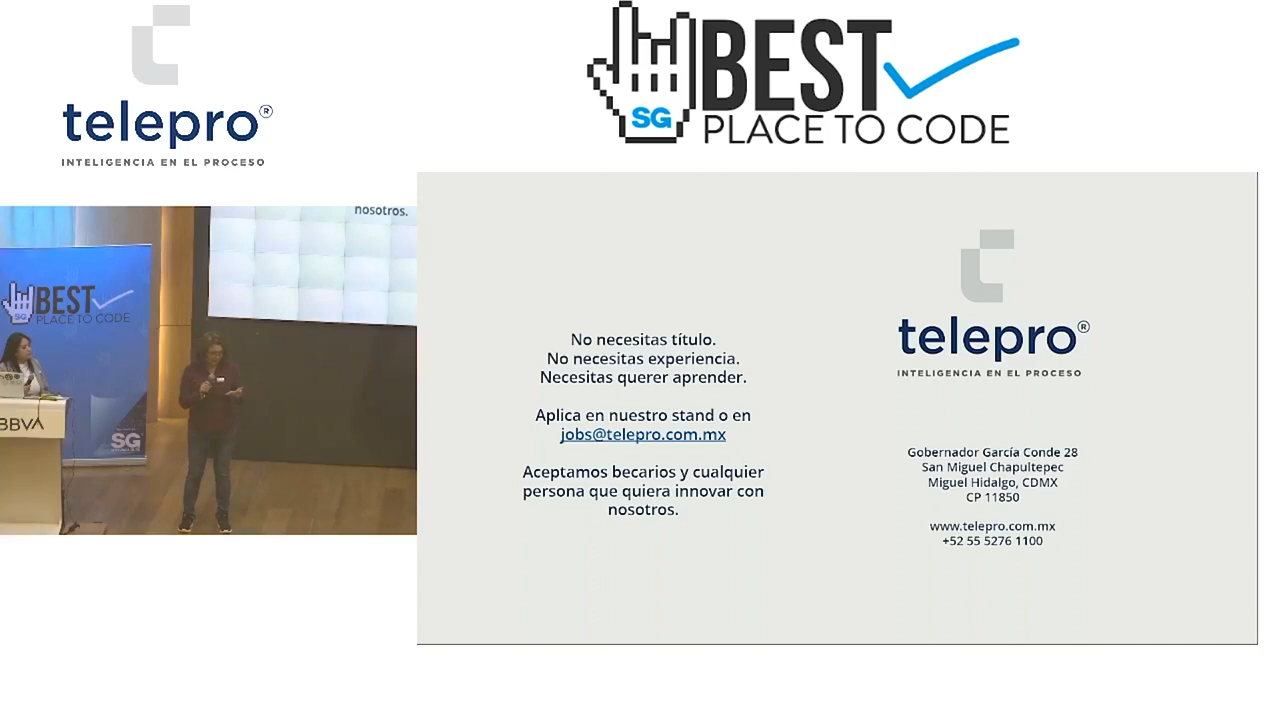 telepro®
INTELIGENCIA EN EL PROCESO
SG
BEST
PLACE TO CODE
nosotros.
SG
BEST
PLACE TO CODE
BBVA
SG
No necesitas título.
No necesitas experiencia.
Necesitas querer aprender.
Aplica en nuestro stand o en
jobs@telepro.com.mx
Aceptamos becarios y cualquier
persona que quiera innovar con
nosotros.
telepro®
INTELIGENCIA EN EL PROCESO
Gobernador García Conde 28
San Miguel Chapultepec
Miguel Hidalgo, CDMX
CP 11850
www.telepro.com.mx
+52 55 5276 1100